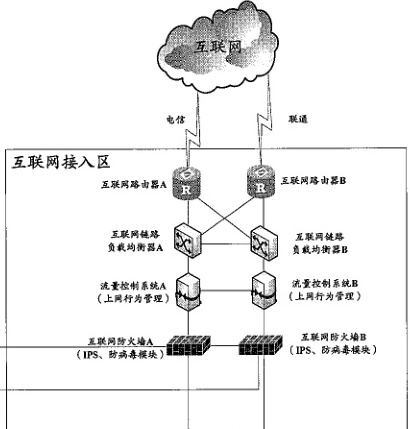 互联网
电信
联通
互联网接入区
互联网路由器A
互联网路由器B
R
R
互联网链路
负载均衡器A
互联网链路
负载均衡器B
流量控制系统A
(上网行为管理)
流量控制系统B
(上网行为管理)
互联网防火墙A
(IPS、防病毒模块)
互联网防火墙B
(IPS、防病毒模块)